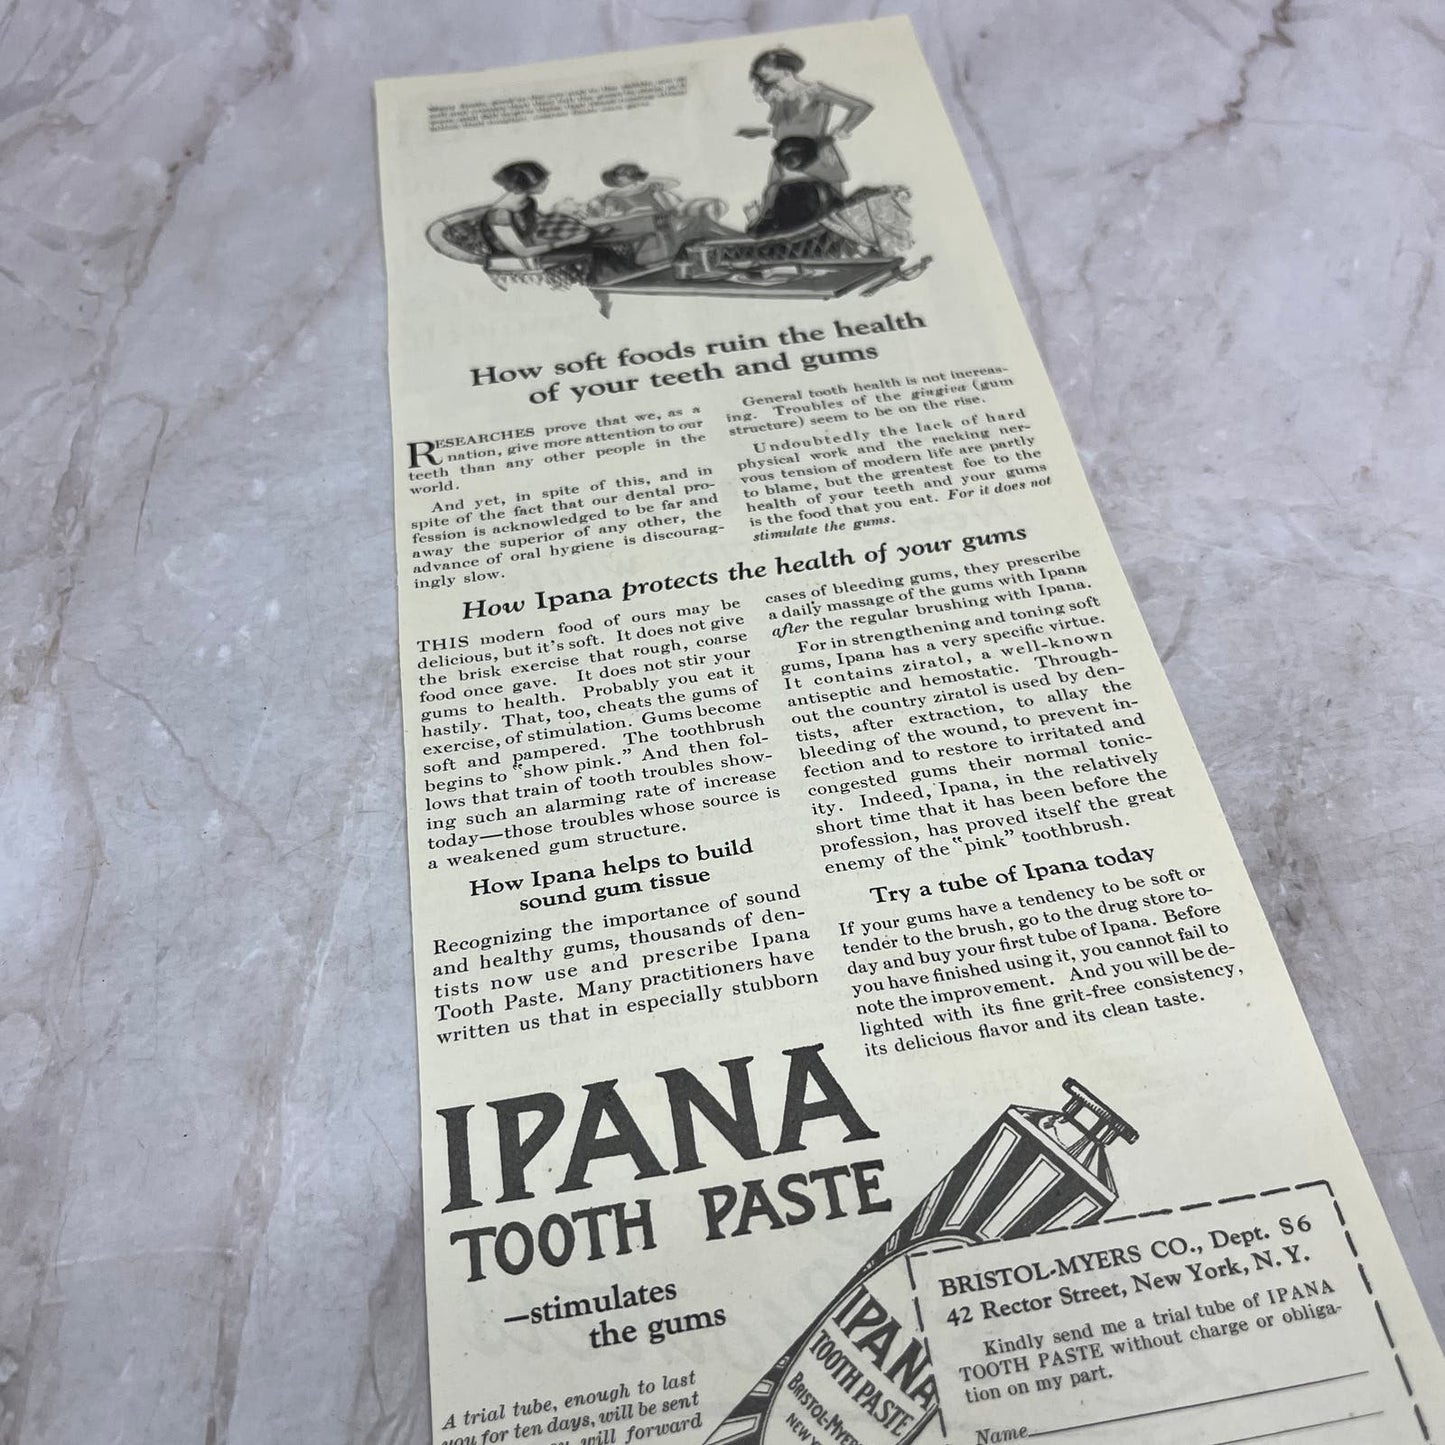 How soft foods ruin the health
of your teeth and gums
RESEARCHES prove that we, as a
nation, give more attention to our
teeth than any other people in the
world.
And yet, in spite of this, and in
spite of the fact that our dental pro-
fession is acknowledged to be far and
away the superior of any other, the
advance of oral hygiene is discourag-
ingly slow.
General tooth health is not increas-
ing. Troubles of the gingiva (gum
structure) seem to be on the rise.
Undoubtedly the lack of hard
physical work and the racking ner-
vous tension of modern life are partly
to blame, but the greatest foe to the
health of your teeth and your gums
is the food that you eat. For it does not
stimulate the gums.
How Ipana protects the health of your gums
THIS modern food of ours may be
delicious, but it's soft. It does not give
the brisk exercise that rough, coarse
food once gave. It does not stir your
gums to health. Probably you eat it
hastily. That, too, cheats the gums of
exercise, of stimulation. Gums become
soft and pampered. The toothbrush
begins to "show pink." And then fol-
lows that train of tooth troubles show-
ing such an alarming rate of increase
today—those troubles whose source is
a weakened gum structure.
How Ipana helps to build
sound gum tissue
Recognizing the importance of sound
and healthy gums, thousands of den-
tists now use and prescribe Ipana
Tooth Paste. Many practitioners have
written us that in especially stubborn
cases of bleeding gums, they prescribe
a daily massage of the gums with Ipana
after the regular brushing with Ipana.
For in strengthening and toning soft
gums, Ipana has a very specific virtue.
It contains ziratol, a well-known
antiseptic and hemostatic. Through-
out the country ziratol is used by den-
tists, after extraction, to allay the
bleeding of the wound, to prevent in-
fection and to restore to irritated and
congested gums their normal tonic-
ity. Indeed, Ipana, in the relatively
short time that it has been before the
profession, has proved itself the great
enemy of the "pink" toothbrush.
Try a tube of Ipana today
If your gums have a tendency to be soft or
tender to the brush, go to the drug store to-
day and buy your first tube of Ipana. Before
you have finished using it, you cannot fail to
note the improvement. And you will be de-
lighted with its fine grit-free consistency,
its delicious flavor and its clean taste.
IPANA
TOOTH PASTE
—stimulates
the gums
A trial tube, enough to last
you for ten days, will be sent
will forward
IPANA
TOOTH PASTE
BRISTOL-MYER
NEW
BRISTOL-MYERS CO., Dept. S6
42 Rector Street, New York, N. Y.
Kindly send me a trial tube of IPANA
TOOTH PASTE without charge or obliga-
tion on my part.
Name